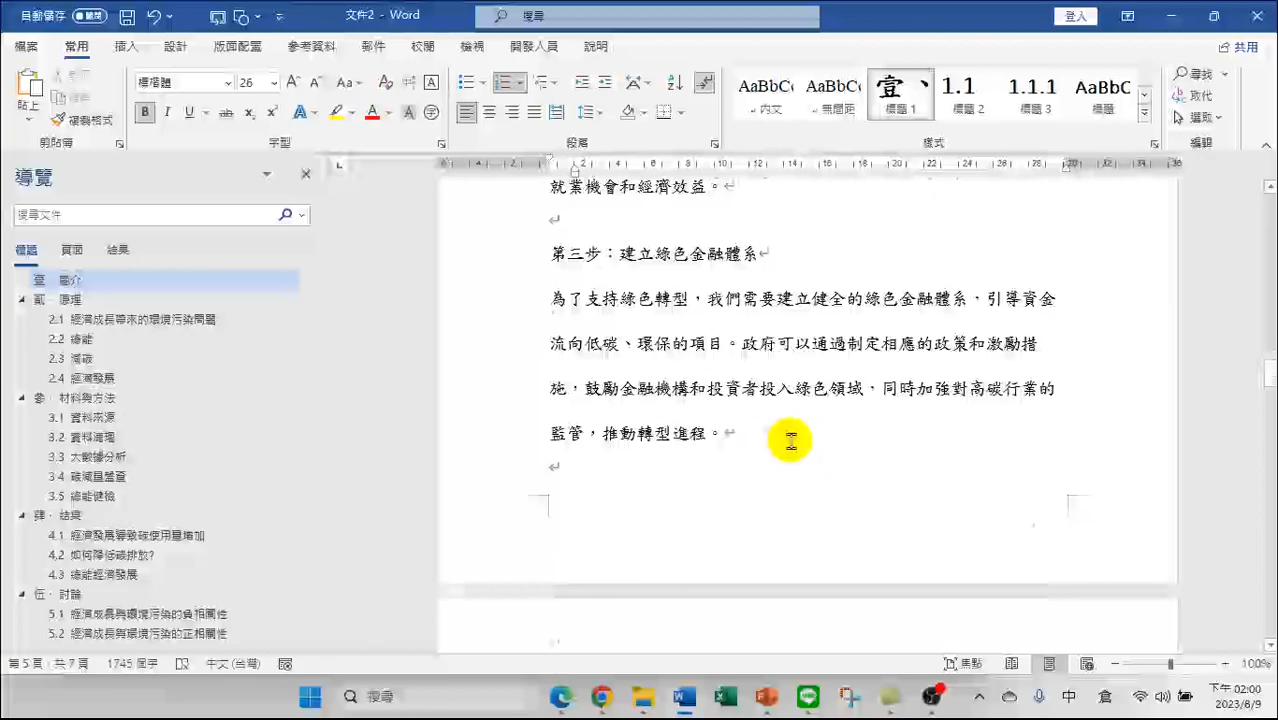 自動儲存 關閉 文件2 - Word 搜尋 登入
檔案 常用 插入 設計 版面配置 參考資料 郵件 校閱 檢視 開發人員 說明 共用
貼上 複製格式 標楷體 26 AaBbC AaBbC 壹、 1.1 1.1.1 AaBbC 尋找
內文 無間距 標題 1 標題 2 標題 3 標題 取代
選取
剪貼簿 字型 段落 樣式 編輯
導覽
搜尋文件
標題 頁面 結果
壹、 簡介
貳、 原理
2.1 經濟成長帶來的環境污染問題
2.2 綠能
2.3 減碳
2.4 經濟發展
參、 材料與方法
3.1 資料來源
3.2 資料清理
3.3 大數據分析
3.4 碳減量盤查
3.5 綠能健檢
肆、 結果
4.1 經濟發展導致碳使用量增加
4.2 如何降低碳排放?
4.3 綠能經濟發展
伍、 討論
5.1 經濟成長與環境污染的負相關性
5.2 經濟成長與環境污染的正相關性
就業機會和經濟效益。
第三步：建立綠色金融體系
為了支持綠色轉型，我們需要建立健全的綠色金融體系，引導資金
流向低碳、環保的項目。政府可以通過制定相應的政策和激勵措
施，鼓勵金融機構和投資者投入綠色領域，同時加強對高碳行業的
監管，推動轉型進程。
第 5 頁，共 7 頁 1745 個字 中文 (台灣) 焦點 100%
搜尋 中 下午 02:00
2023/8/9